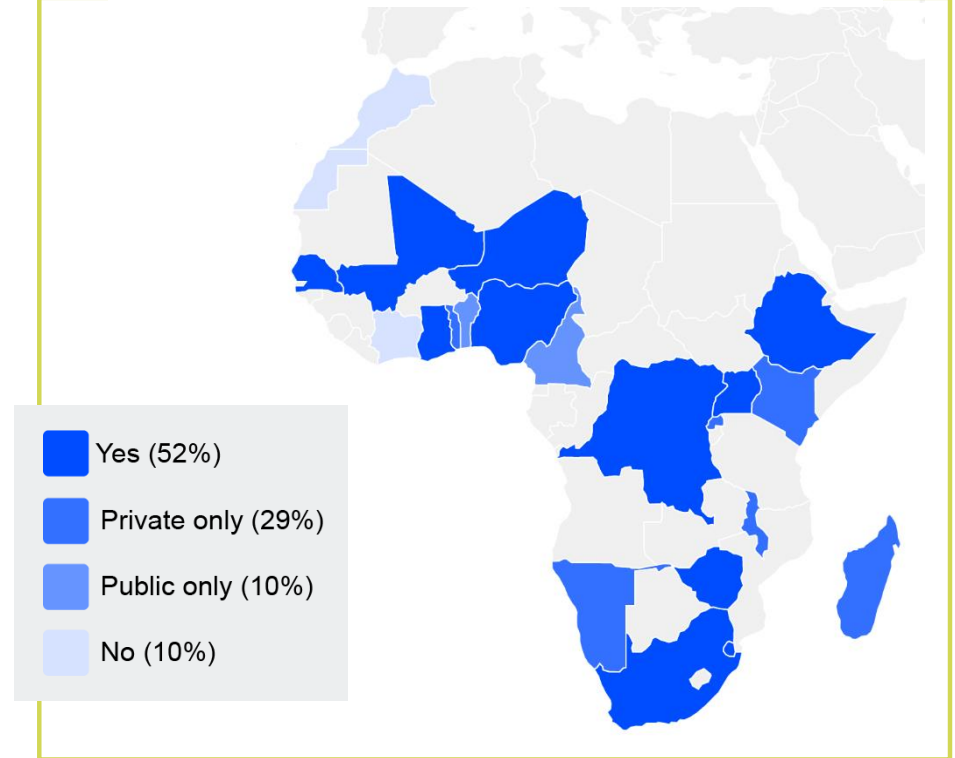 Yes (52%)
Private only (29%)
Public only (10%)
No (10%)